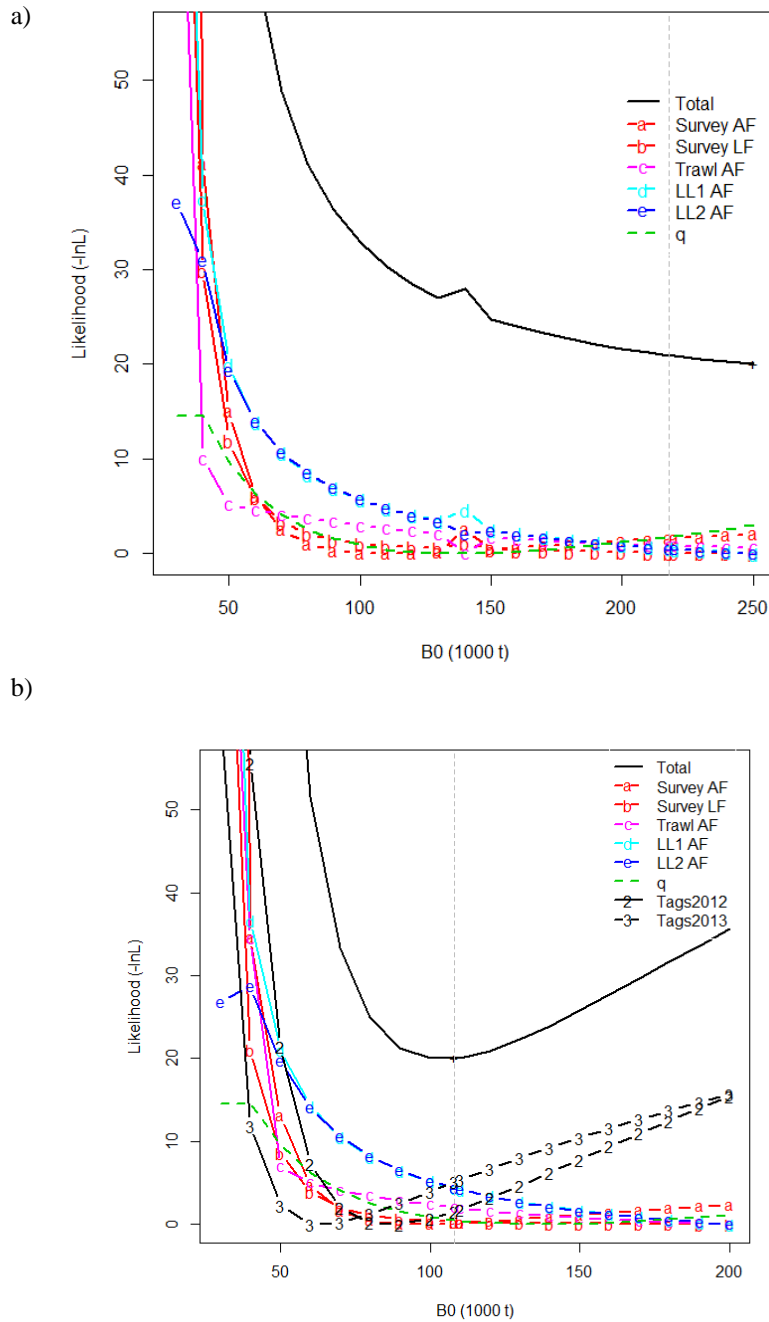 a)
Likelihood (-lnL)
50
40
30
20
10
0
Total
a Survey AF
b Survey LF
c Trawl AF
d LL1 AF
e LL2 AF
q
50 100 150 200 250
B0 (1000 t)
b)
Likelihood (-lnL)
50
40
30
20
10
0
Total
a Survey AF
b Survey LF
c Trawl AF
d LL1 AF
e LL2 AF
q
2 Tags2012
3 Tags2013
50 100 150 200
B0 (1000 t)